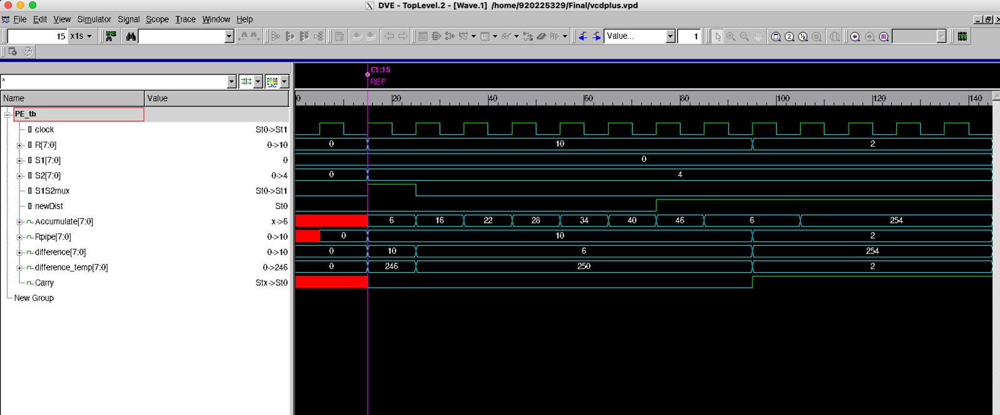 DVE - TopLevel.2 - [Wave.1] /home/920225329/Final/vcdplus.vpd
File Edit View Simulator Signal Scope Trace Window Help
15 x1s Value... 1
*
C1:15
REF
Name Value
0 20 40 60 80 100 120 140
PE_tb
clock St0->St1
R[7:0] 0->10 0 10 2
S1[7:0] 0 0
S2[7:0] 0->4 0 4
S1S2mux St0->St1
newDist St0
Accumulate[7:0] x->6 6 16 22 28 34 40 46 6 254
Rpipe[7:0] 0->10 0 10 2
difference[7:0] 0->10 0 10 6 254
difference_temp[7:0] 0->246 0 246 250 2
Carry Stx->St0
New Group